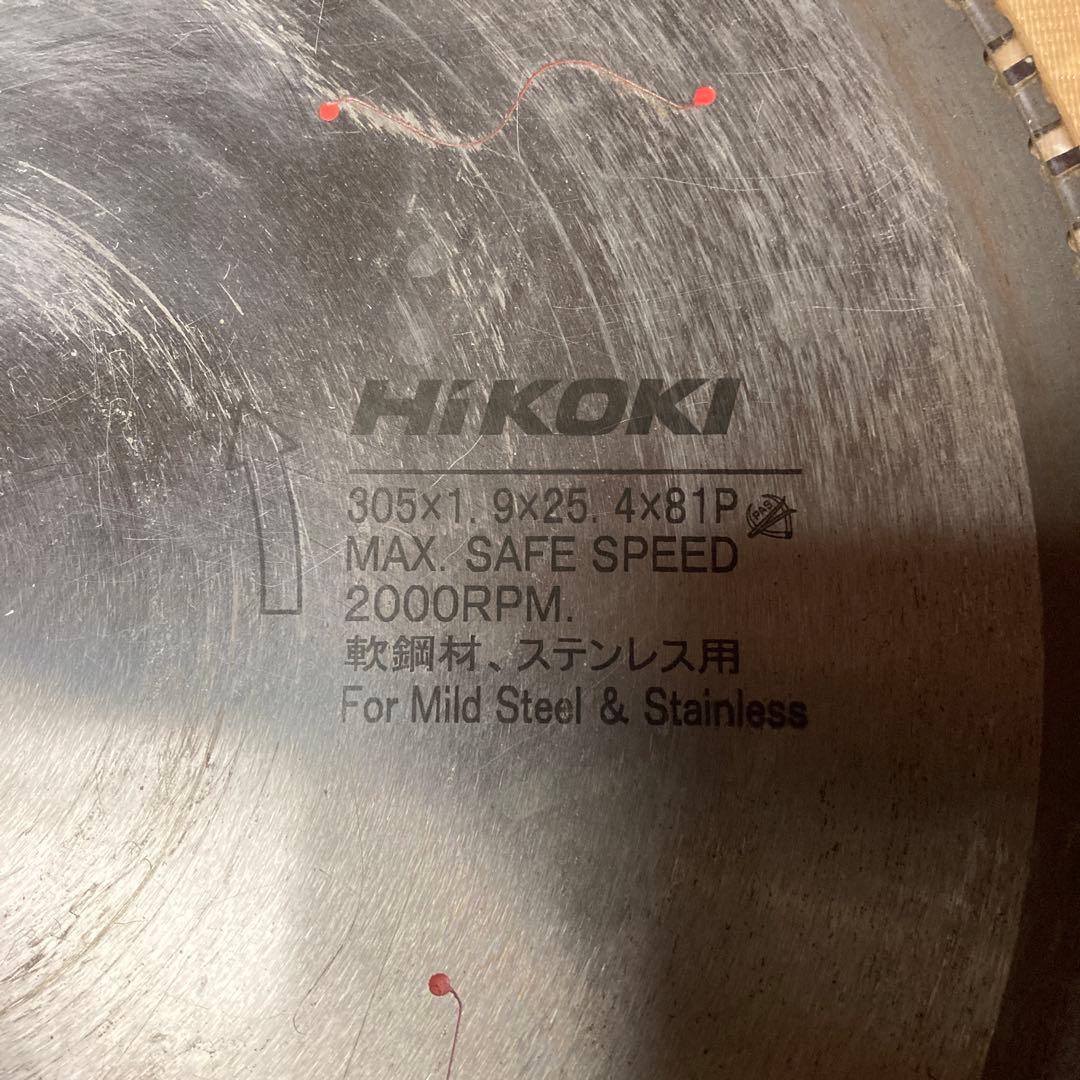 HiKOKI
305×1. 9×25. 4×81P
PAS
MAX. SAFE SPEED
2000RPM.
軟鋼材、ステンレス用
For Mild Steel & Stainless